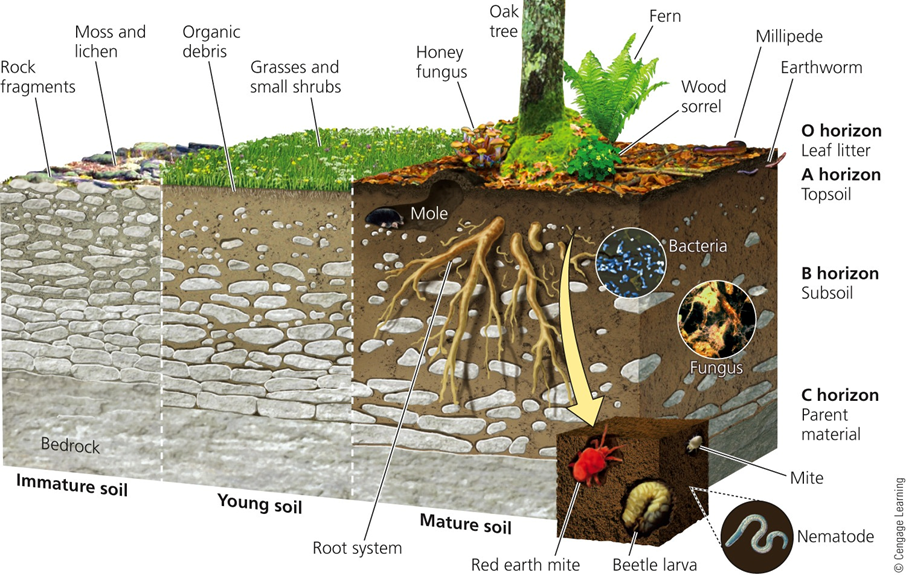 Rock
fragments
Moss and
lichen
Organic
debris
Grasses and
small shrubs
Honey
fungus
Oak
tree
Fern
Wood
sorrel
Millipede
Earthworm
O horizon
Leaf litter
A horizon
Topsoil
Mole
Bacteria
B horizon
Subsoil
Fungus
C horizon
Parent
material
Bedrock
Immature soil
Young soil
Mature soil
Root system
Red earth mite
Beetle larva
Mite
Nematode
© Cengage Learning